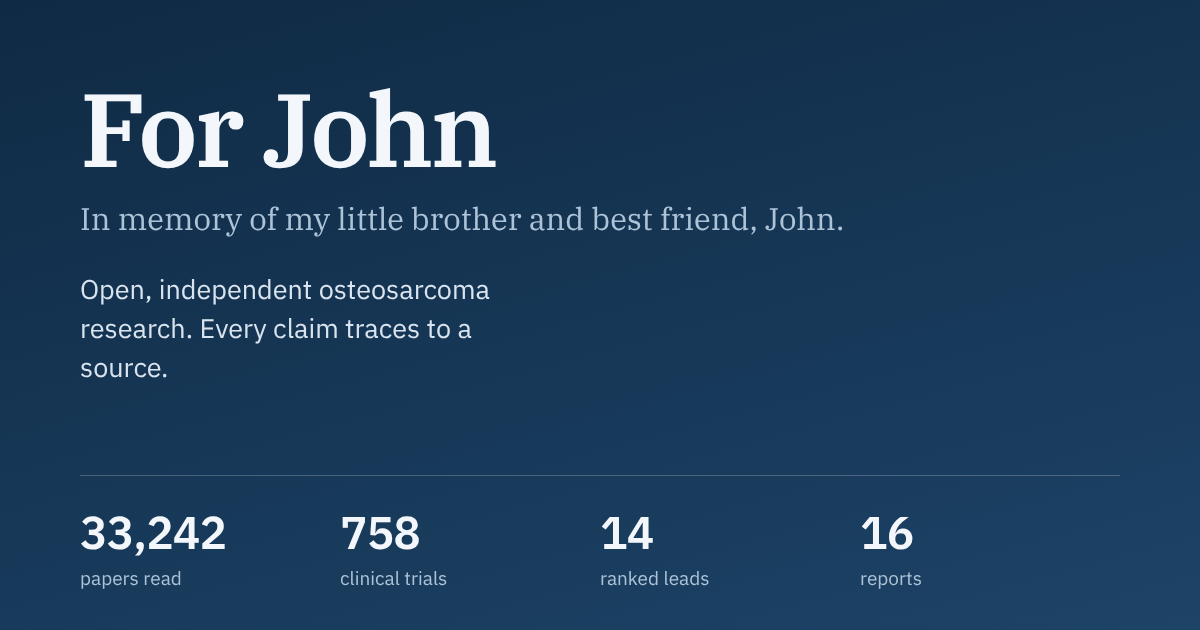 For John
In memory of my little brother and best friend, John.
Open, independent osteosarcoma
research. Every claim traces to a
source.
33,242 758 14 16
papers read clinical trials ranked leads reports